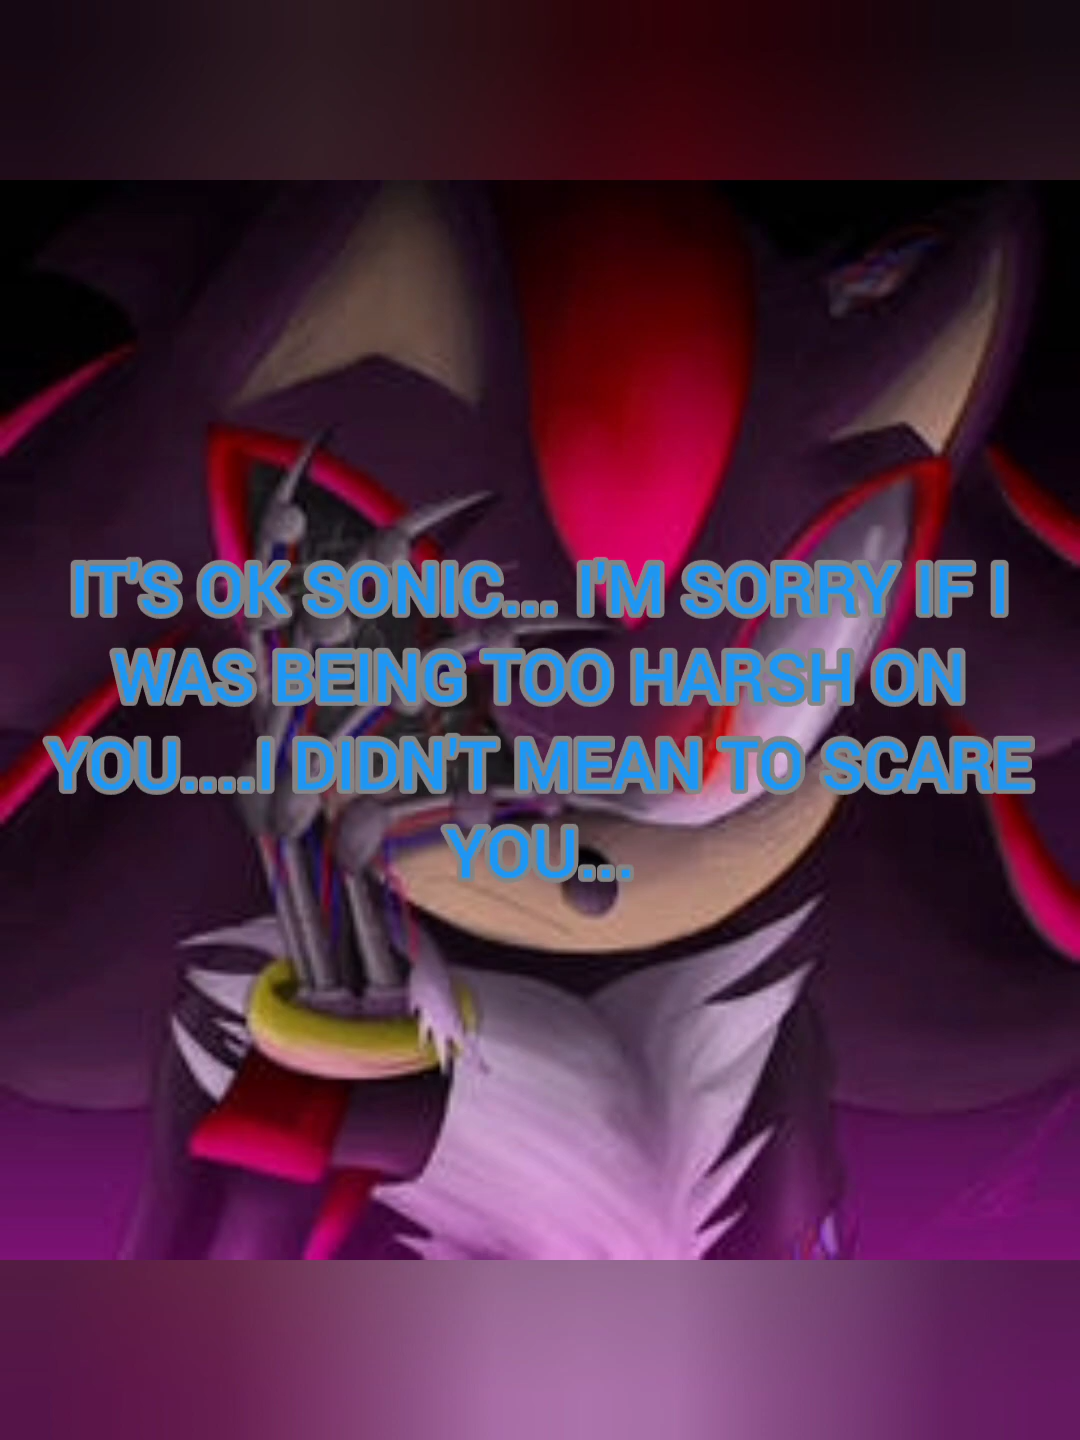 IT'S OK SONIC... I'M SORRY IF I
WAS BEING TOO HARSH ON
YOU....I DIDN'T MEAN TO SCARE
YOU...